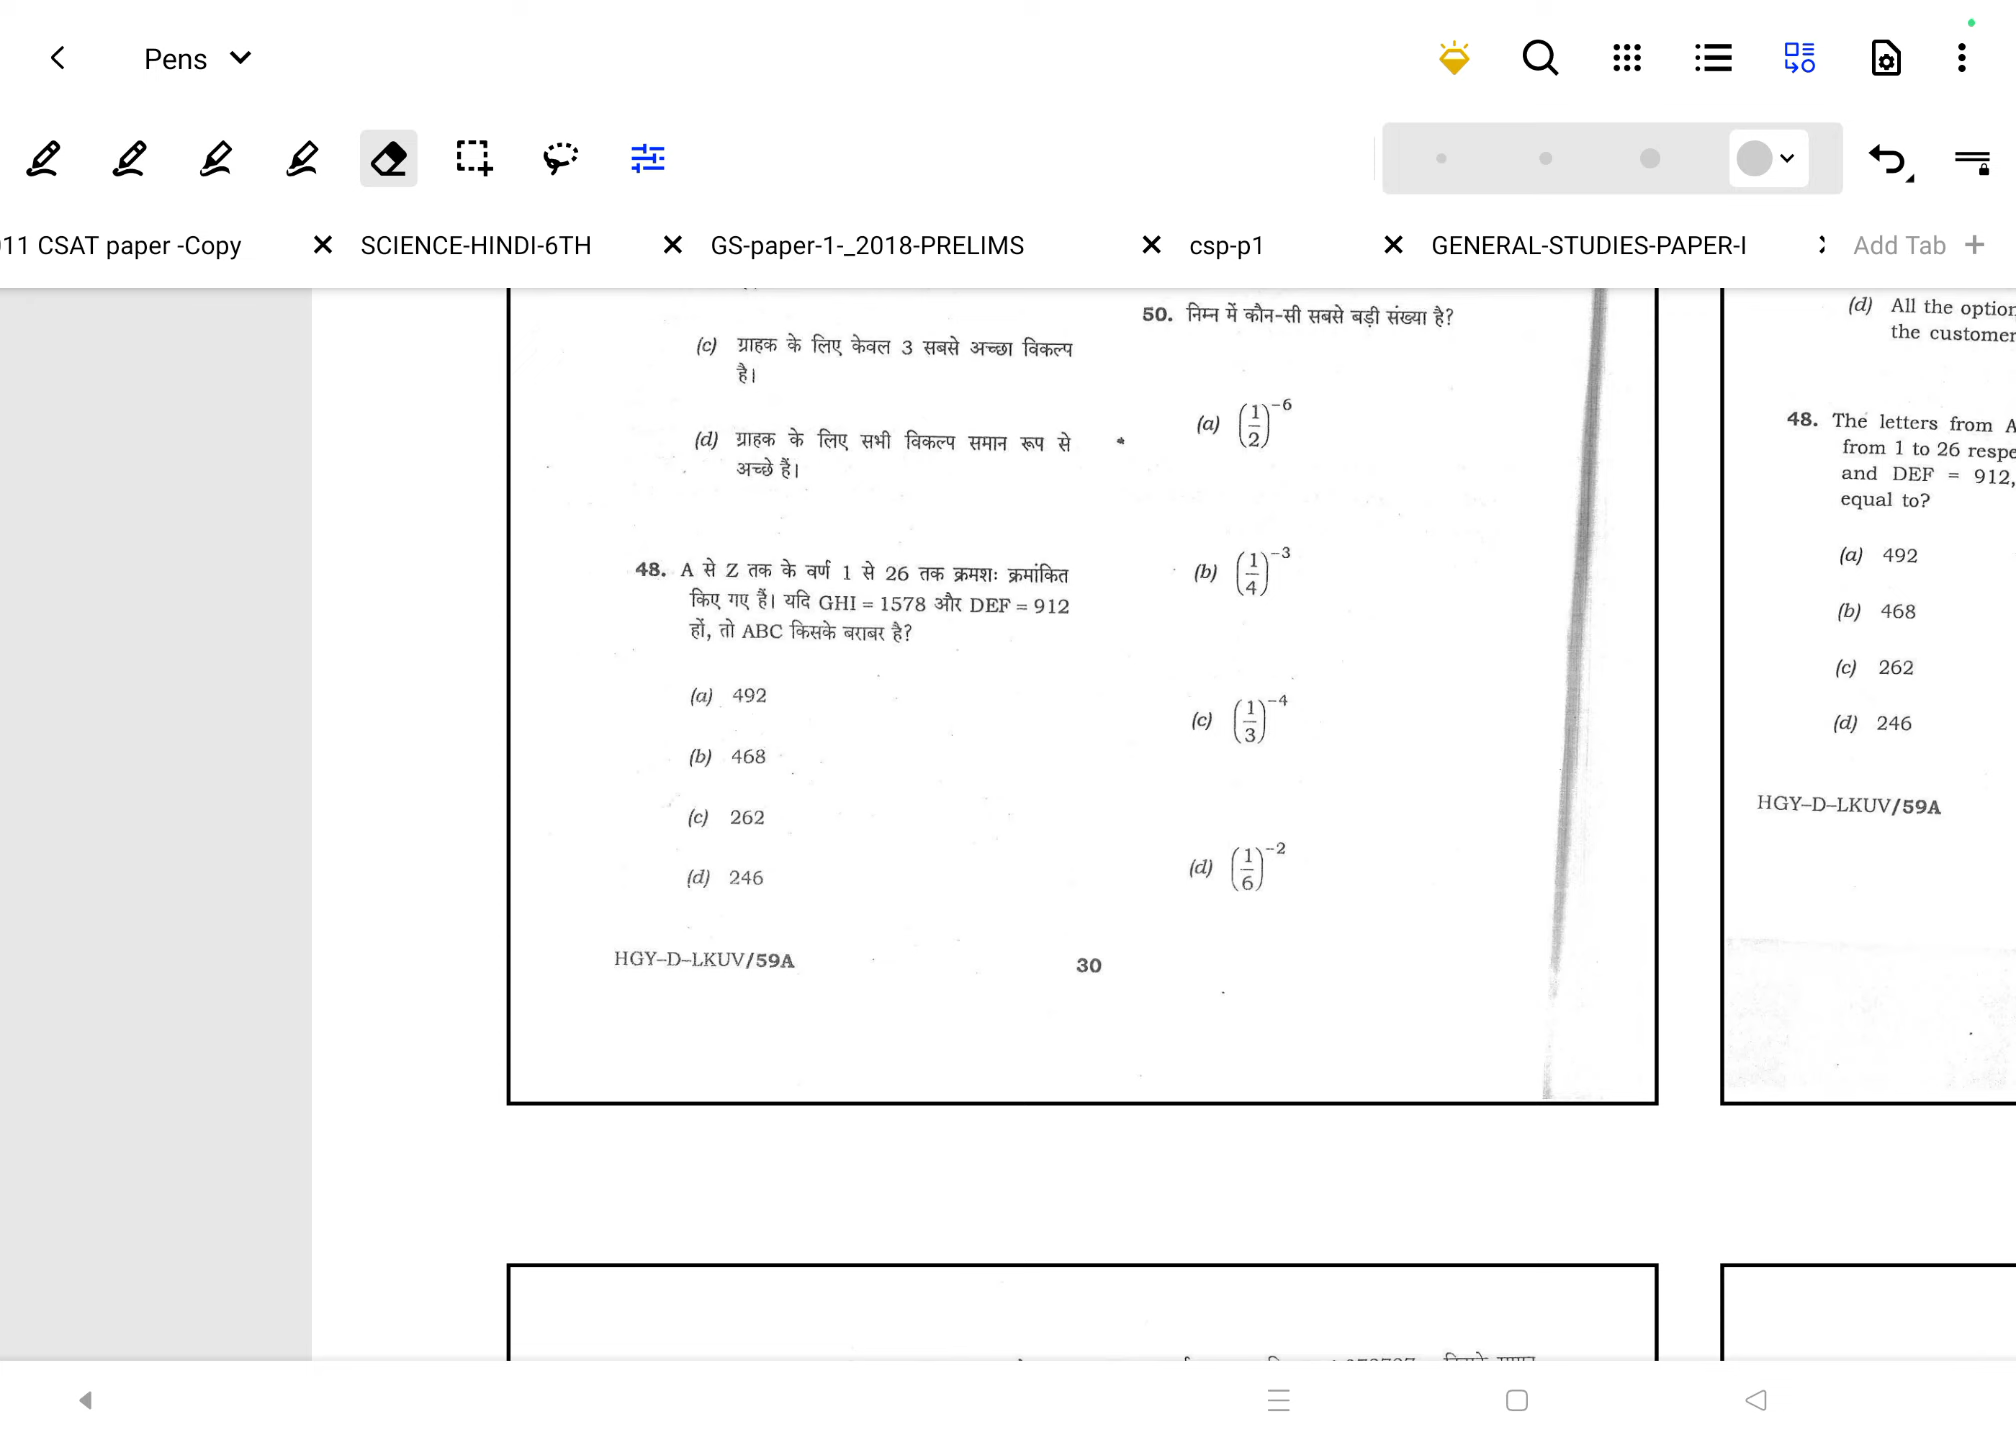 Pens
11 CSAT paper -Copy
SCIENCE-HINDI-6TH
GS-paper-1-_2018-PRELIMS
csp-p1
GENERAL-STUDIES-PAPER-I
Add Tab +
(c) ग्राहक के लिए केवल 3 सबसे अच्छा विकल्प
है।
(d) ग्राहक के लिए सभी विकल्प समान रूप से
अच्छे हैं।
48. A से Z तक के वर्ण 1 से 26 तक क्रमशः क्रमांकित
किए गए हैं। यदि GHI = 1578 और DEF = 912
हों, तो ABC किसके बराबर है?
(a) 492
(b) 468
(c) 262
(d) 246
HGY–D–LKUV/59A
30
50. निम्न में कौन-सी सबसे बड़ी संख्या है?
(a) (1/2)^−6
(b) (1/4)^−3
(c) (1/3)^−4
(d) (1/6)^−2
(d) All the option
the customer
48. The letters from A
from 1 to 26 respe
and DEF = 912,
equal to?
(a) 492
(b) 468
(c) 262
(d) 246
HGY–D–LKUV/59A